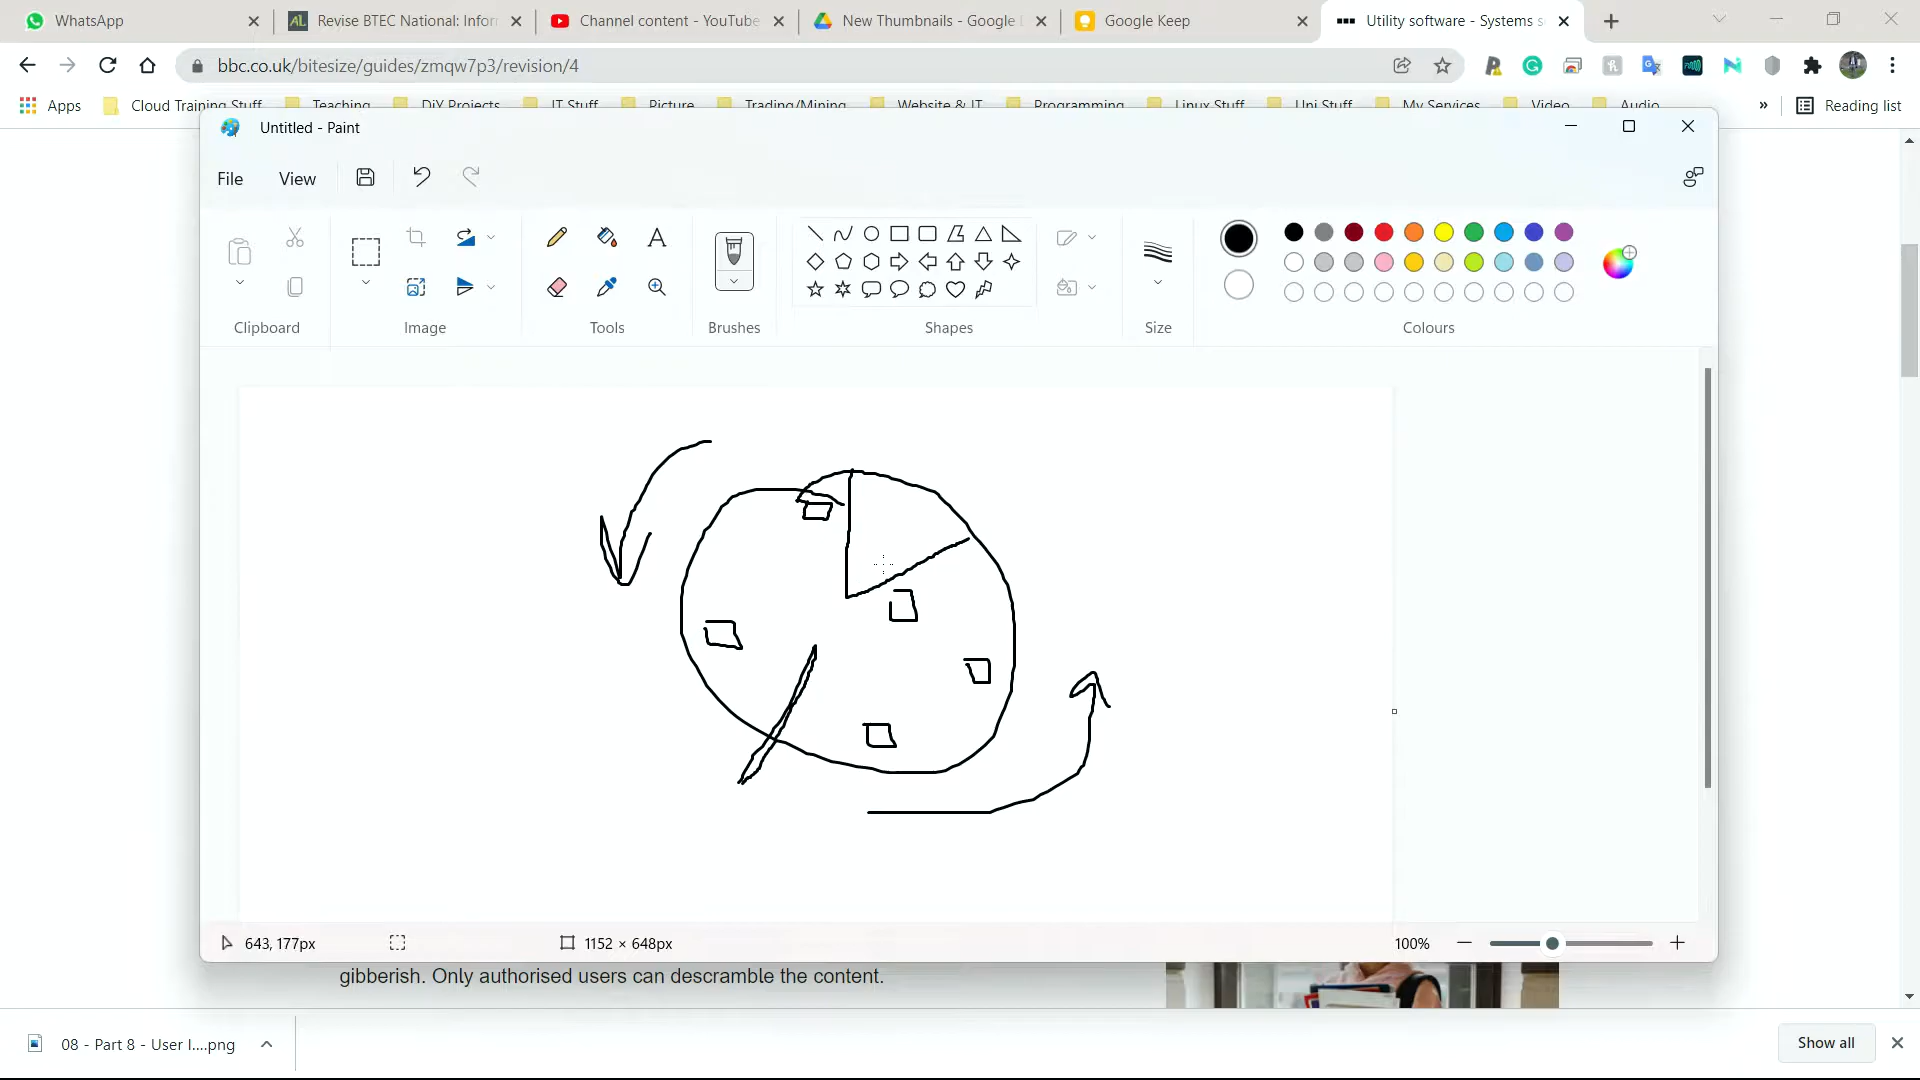 WhatsApp
Revise BTEC National: Inforn
Channel content - YouTube
New Thumbnails - Google D
Google Keep
Utility software - Systems s
bbc.co.uk/bitesize/guides/zmqw7p3/revision/4
Apps
Cloud Training Stuff
Teaching
DiY Projects
IT Stuff
Picture
Trading/Mining
Website & IT
Programming
Linux Stuff
Uni Stuff
My Services
Video
Audio
»
Reading list
Untitled - Paint
File
View
Clipboard
Image
Tools
Brushes
Shapes
Size
Colours
643, 177px
1152 × 648px
100%
gibberish. Only authorised users can descramble the content.
08 - Part 8 - User I....png
Show all